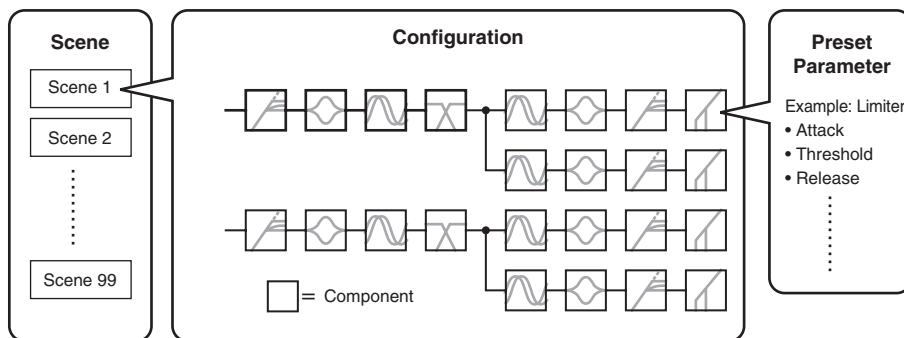 Scene
Scene 1
Scene 2
Scene 99
Configuration
= Component
Preset
Parameter
Example: Limiter
• Attack
• Threshold
• Release